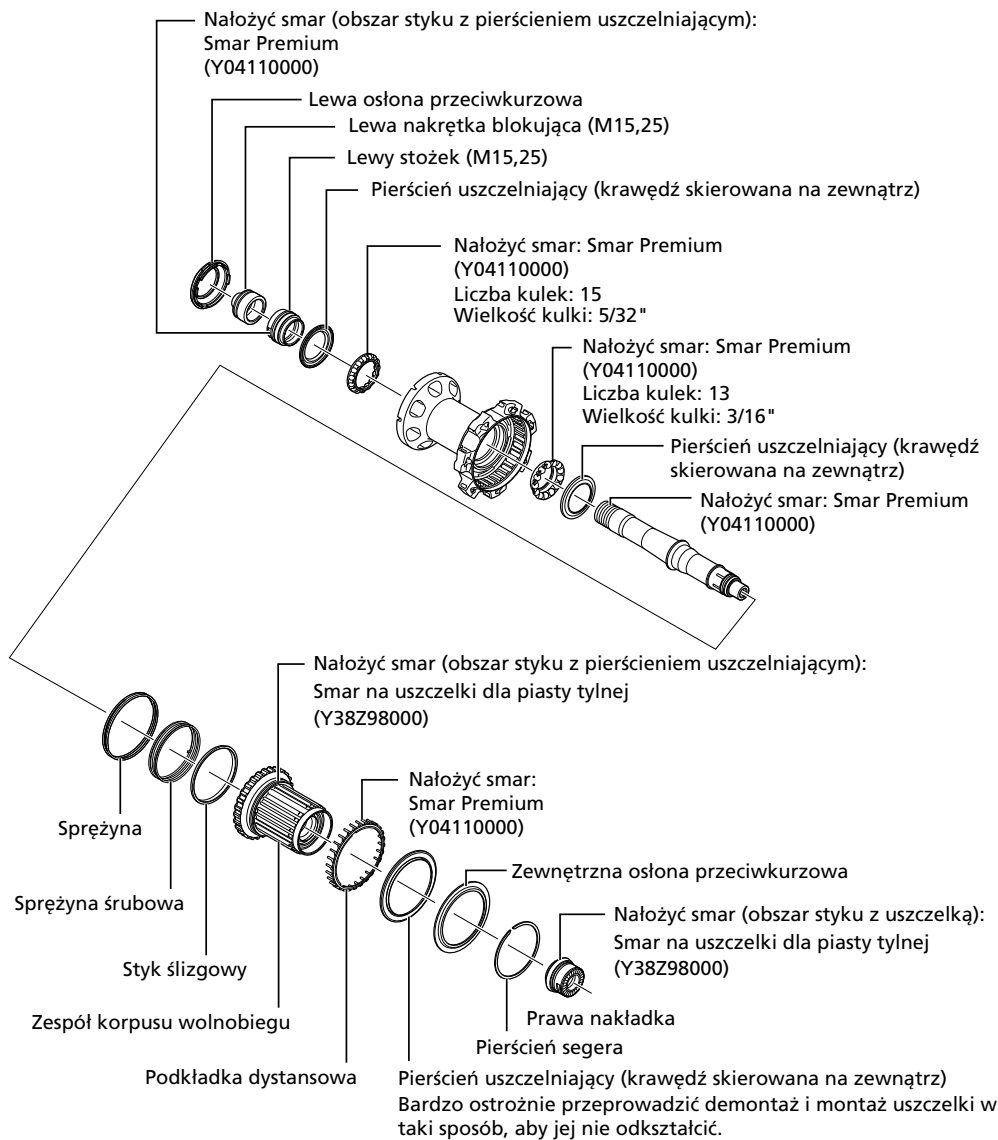 Nałożyć smar (obszar styku z pierścieniem uszczelniającym):
Smar Premium
(Y04110000)
Lewa osłona przeciwkurzowa
Lewa nakrętka blokująca (M15,25)
Lewy stożek (M15,25)
Pierścień uszczelniający (krawędź skierowana na zewnątrz)
Nałożyć smar: Smar Premium
(Y04110000)
Liczba kulek: 15
Wielkość kulki: 5/32"
Nałożyć smar: Smar Premium
(Y04110000)
Liczba kulek: 13
Wielkość kulki: 3/16"
Pierścień uszczelniający (krawędź
skierowana na zewnątrz)
Nałożyć smar: Smar Premium
(Y04110000)
Nałożyć smar (obszar styku z pierścieniem uszczelniającym):
Smar na uszczelki dla piasty tylnej
(Y38Z98000)
Nałożyć smar:
Smar Premium
(Y04110000)
Sprężyna
Zewnętrzna osłona przeciwkurzowa
Sprężyna śrubowa
Nałożyć smar (obszar styku z uszczelką):
Smar na uszczelki dla piasty tylnej
(Y38Z98000)
Styk ślizgowy
Zespół korpusu wolnobiegu
Prawa nakładka
Pierścień segera
Podkładka dystansowa
Pierścień uszczelniający (krawędź skierowana na zewnątrz)
Bardzo ostrożnie przeprowadzić demontaż i montaż uszczelki w
taki sposób, aby jej nie odkształcić.